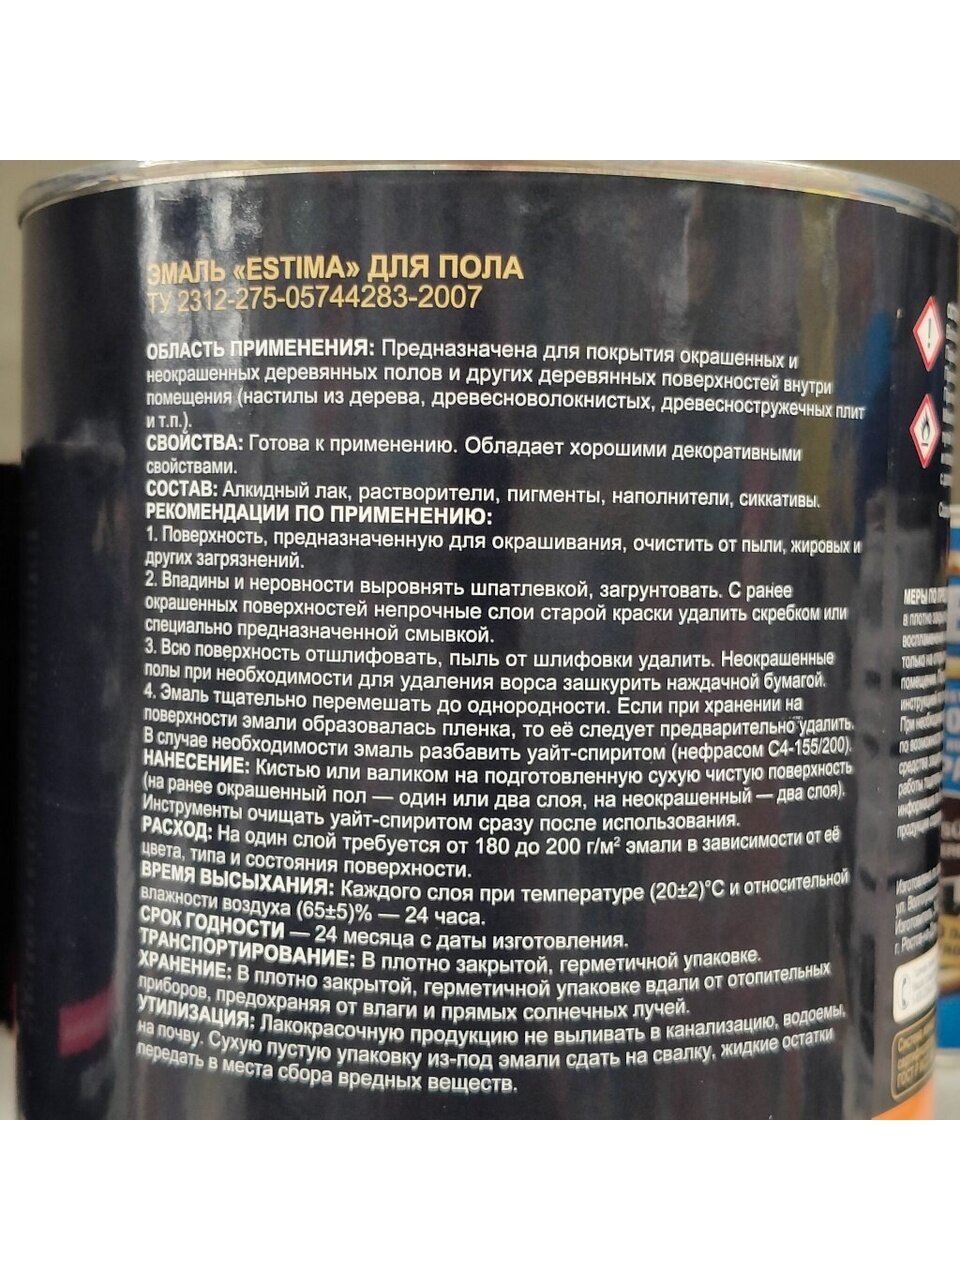 ЭМАЛЬ «ESTIMA» ДЛЯ ПОЛА
ТУ 2312-275-05744283-2007
ОБЛАСТЬ ПРИМЕНЕНИЯ: Предназначена для покрытия окрашенных и
неокрашенных деревянных полов и других деревянных поверхностей внутри
помещения (настилы из дерева, древесноволокнистых, древесностружечных плит
и т.п.).
СВОЙСТВА: Готова к применению. Обладает хорошими декоративными
свойствами.
СОСТАВ: Алкидный лак, растворители, пигменты, наполнители, сиккативы.
РЕКОМЕНДАЦИИ ПО ПРИМЕНЕНИЮ:
1. Поверхность, предназначенную для окрашивания, очистить от пыли, жировых и
других загрязнений.
2. Впадины и неровности выровнять шпатлевкой, загрунтовать. С ранее
окрашенных поверхностей непрочные слои старой краски удалить скребком или
специально предназначенной смывкой.
3. Всю поверхность отшлифовать, пыль от шлифовки удалить. Неокрашенные
полы при необходимости для удаления ворса зашкурить наждачной бумагой.
4. Эмаль тщательно перемешать до однородности. Если при хранении на
поверхности эмали образовалась пленка, то её следует предварительно удалить.
В случае необходимости эмаль разбавить уайт-спиритом (нефрасом С4-155/200).
НАНЕСЕНИЕ: Кистью или валиком на подготовленную сухую чистую поверхность
(на ранее окрашенный пол — один или два слоя, на неокрашенный — два слоя).
Инструменты очищать уайт-спиритом сразу после использования.
РАСХОД: На один слой требуется от 180 до 200 г/м² эмали в зависимости от её
цвета, типа и состояния поверхности.
ВРЕМЯ ВЫСЫХАНИЯ: Каждого слоя при температуре (20±2)°С и относительной
влажности воздуха (65±5)% — 24 часа.
СРОК ГОДНОСТИ — 24 месяца с даты изготовления.
ТРАНСПОРТИРОВАНИЕ: В плотно закрытой, герметичной упаковке.
ХРАНЕНИЕ: В плотно закрытой, герметичной упаковке вдали от отопительных
приборов, предохраняя от влаги и прямых солнечных лучей.
УТИЛИЗАЦИЯ: Лакокрасочную продукцию не выливать в канализацию, водоемы,
на почву. Сухую пустую упаковку из-под эмали сдать на свалку, жидкие остатки
передать в места сбора вредных веществ.
МЕРЫ ПО
в плотно
только
При
по
средства
работы